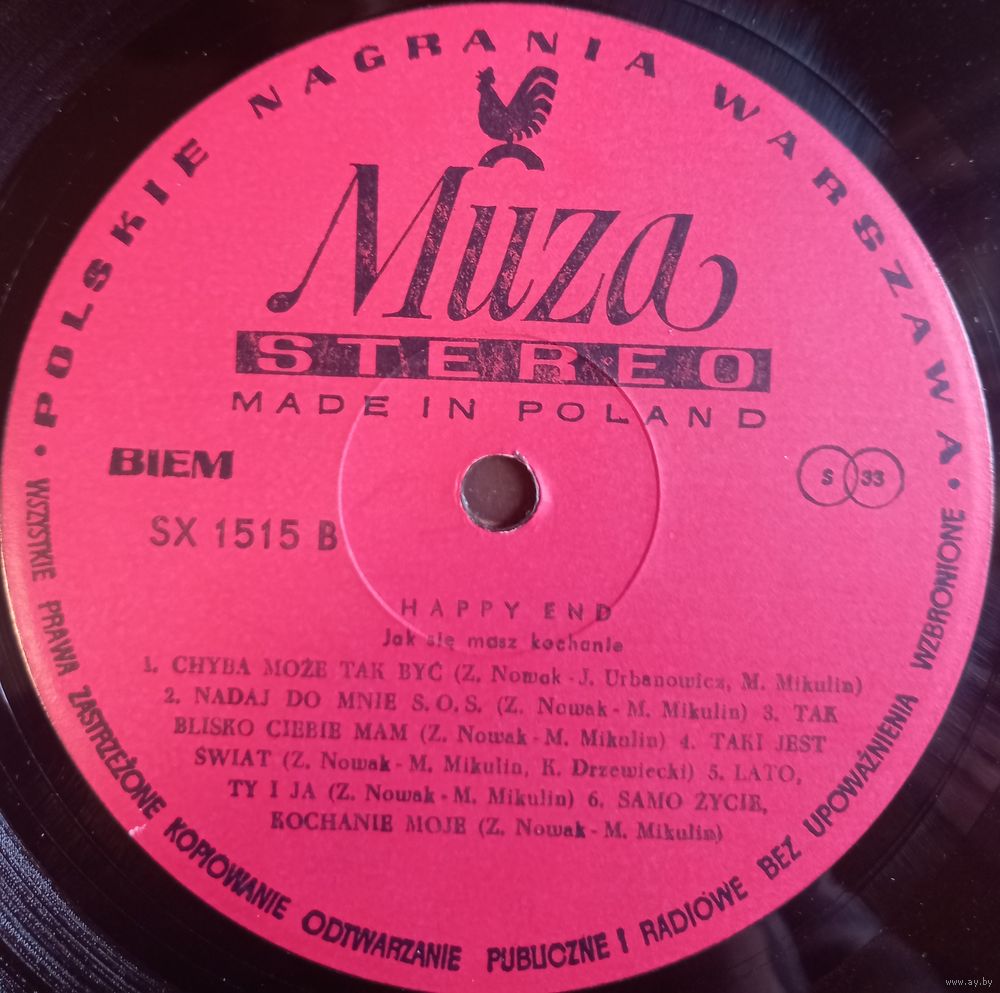 POLSKIE NAGRANIA WARSZAWA
Muza
STEREO
MADE IN POLAND
BIEM
S 33
SX 1515 B
HAPPY END
Jak się masz kochanie
1. CHYBA MOŻE TAK BYĆ (Z. Nowak - J. Urbanowicz, M. Mikulin)
2. NADAJ DO MNIE S.O.S. (Z. Nowak - M. Mikulin) 3. TAK
BLISKO CIEBIE MAM (Z. Nowak - M. Mikulin) 4. TAKI JEST
ŚWIAT (Z. Nowak - M. Mikulin, K. Drzewiecki) 5. LATO,
TY I JA (Z. Nowak - M. Mikulin) 6. SAMO ŻYCIE,
KOCHANIE MOJE (Z. Nowak - M. Mikulin)
• WSZYSTKIE PRAWA ZASTRZEŻONE KOPIOWANIE ODTWARZANIE PUBLICZNE I RADIOWE BEZ UPOWAŻNIENIA WZBRONIONE •
www.ay.by